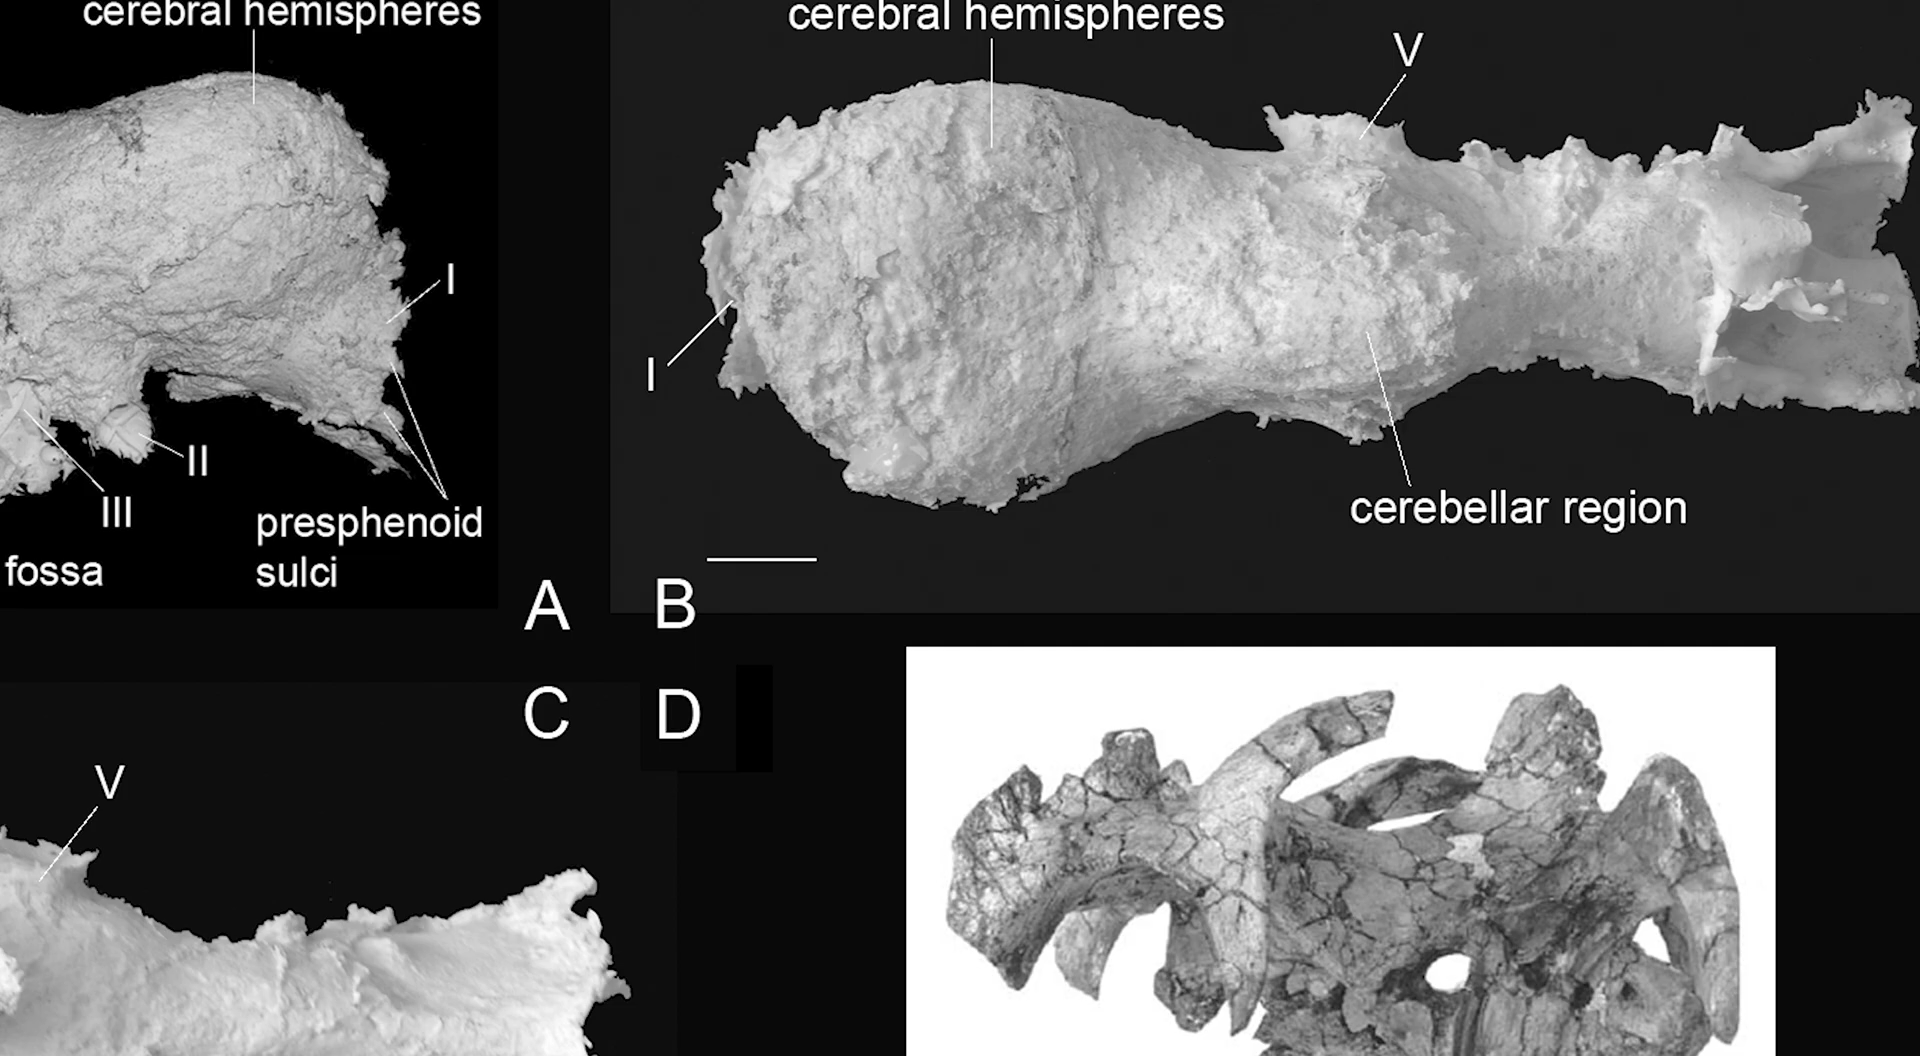 cerebral hemispheres
I
II
III
presphenoid
sulci
fossa
A
cerebral hemispheres
V
I
cerebellar region
B
C
D
V